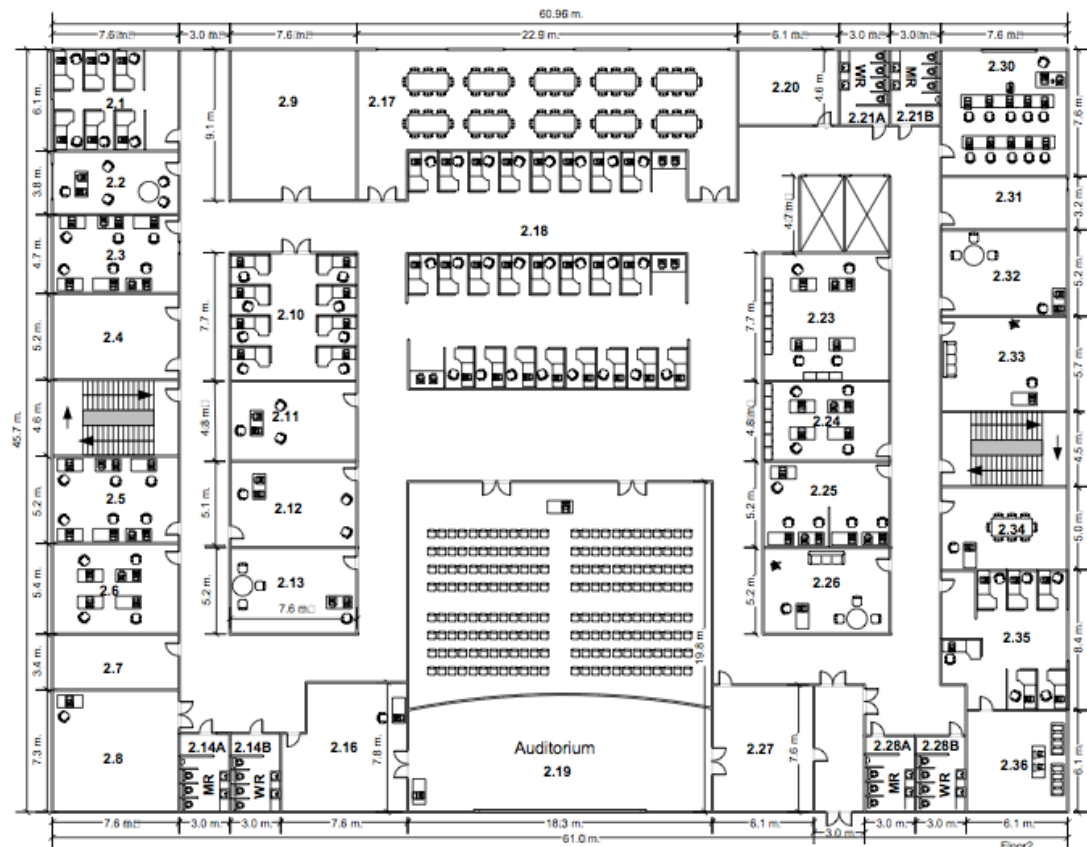 60.96 m.
7.6 m.
3.0 m.
7.6 m.
22.9 m.
6.1 m.
3.0 m.
3.0 m.
7.6 m.
2.1
2.9
2.17
2.20
WR
MR
2.21A
2.21B
2.30
6.1 m.
9.1 m.
4.6 m.
7.6 m.
2.2
3.8 m.
2.31
3.2 m.
2.3
4.7 m.
2.18
4.7 m.
2.32
5.2 m.
2.4
5.2 m.
2.10
7.7 m.
2.23
7.7 m.
2.33
5.7 m.
45.7 m.
4.6 m.
2.11
4.8 m.
2.24
4.8 m.
4.5 m.
2.5
5.2 m.
2.12
5.1 m.
2.25
5.2 m.
2.34
5.0 m.
2.6
5.4 m.
2.13
5.2 m.
7.6 m.
2.26
5.2 m.
19.8 m.
2.35
8.4 m.
2.7
3.4 m.
2.8
7.3 m.
2.14A
2.14B
MR
WR
2.16
7.8 m.
Auditorium
2.19
2.27
7.6 m.
2.28A
2.28B
MR
WR
2.36
6.1 m.
7.6 m.
3.0 m.
3.0 m.
7.6 m.
18.3 m.
6.1 m.
3.0 m.
3.0 m.
3.0 m.
6.1 m.
61.0 m.
Floor2